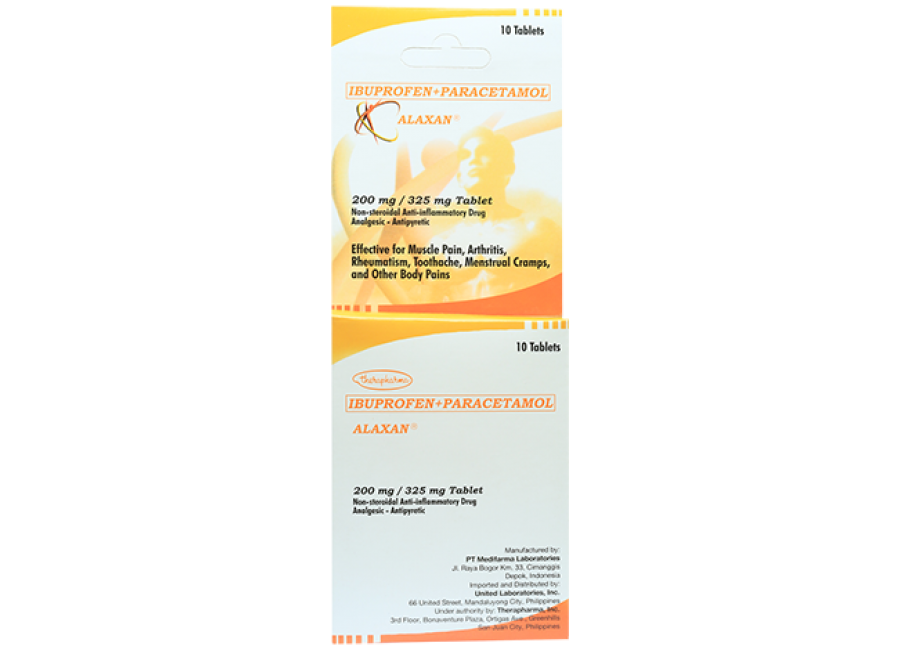 10 Tablets
IBUPROFEN+PARACETAMOL
ALAXAN®
200 mg / 325 mg Tablet
Non-steroidal Anti-inflammatory Drug
Analgesic - Antipyretic
Effective for Muscle Pain, Arthritis,
Rheumatism, Toothache, Menstrual Cramps,
and Other Body Pains
10 Tablets
Therapharma
IBUPROFEN+PARACETAMOL
ALAXAN®
200 mg / 325 mg Tablet
Non-steroidal Anti-inflammatory Drug
Analgesic - Antipyretic
Manufactured by:
PT Medifarma Laboratories
Jl. Raya Bogor Km. 33, Cimanggis
Depok, Indonesia
Imported and Distributed by:
United Laboratories, Inc.
66 United Street, Mandaluyong City, Philippines
Under authority by: Therapharma, Inc.
3rd Floor, Bonaventure Plaza, Ortigas Ave., Greenhills
San Juan City, Philippines